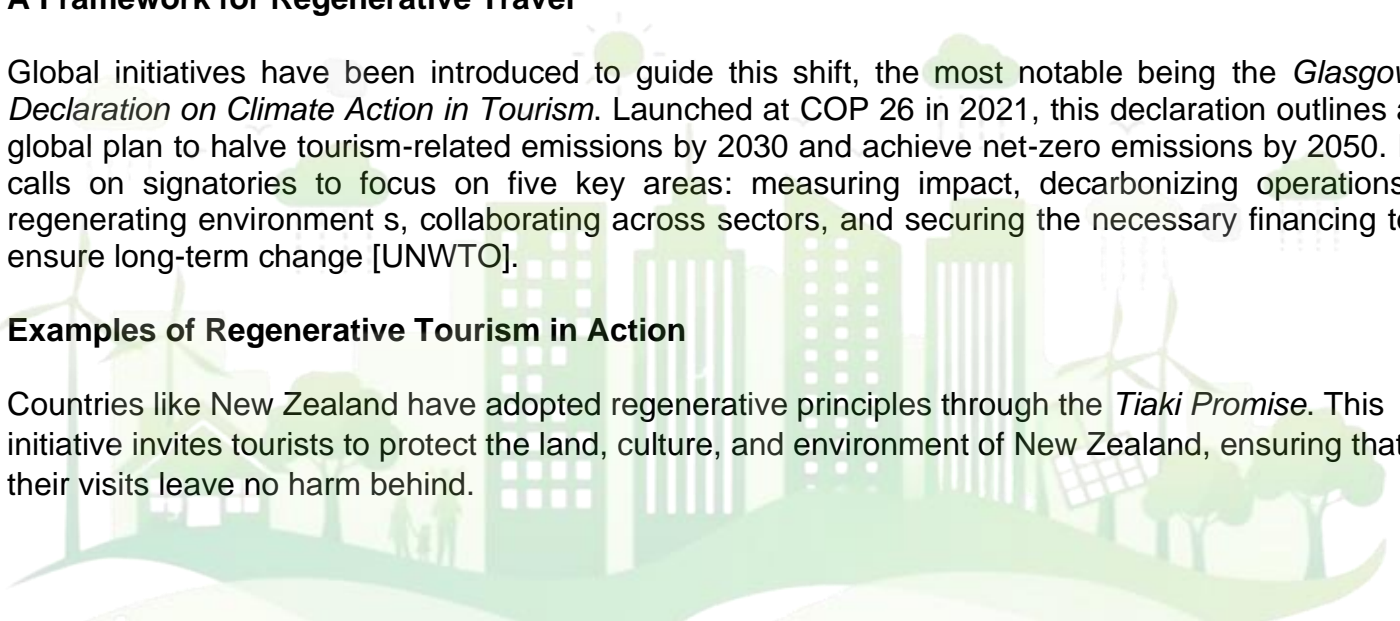 A Framework for Regenerative Travel
Global initiatives have been introduced to guide this shift, the most notable being the Glasgow
Declaration on Climate Action in Tourism. Launched at COP 26 in 2021, this declaration outlines a
global plan to halve tourism-related emissions by 2030 and achieve net-zero emissions by 2050.
calls on signatories to focus on five key areas: measuring impact, decarbonizing operations
regenerating environment s, collaborating across sectors, and securing the necessary financing to
ensure long-term change [UNWTO].
Examples of Regenerative Tourism in Action
Countries like New Zealand have adopted regenerative principles through the Tiaki Promise. This
initiative invites tourists to protect the land, culture, and environment of New Zealand, ensuring that
their visits leave no harm behind.